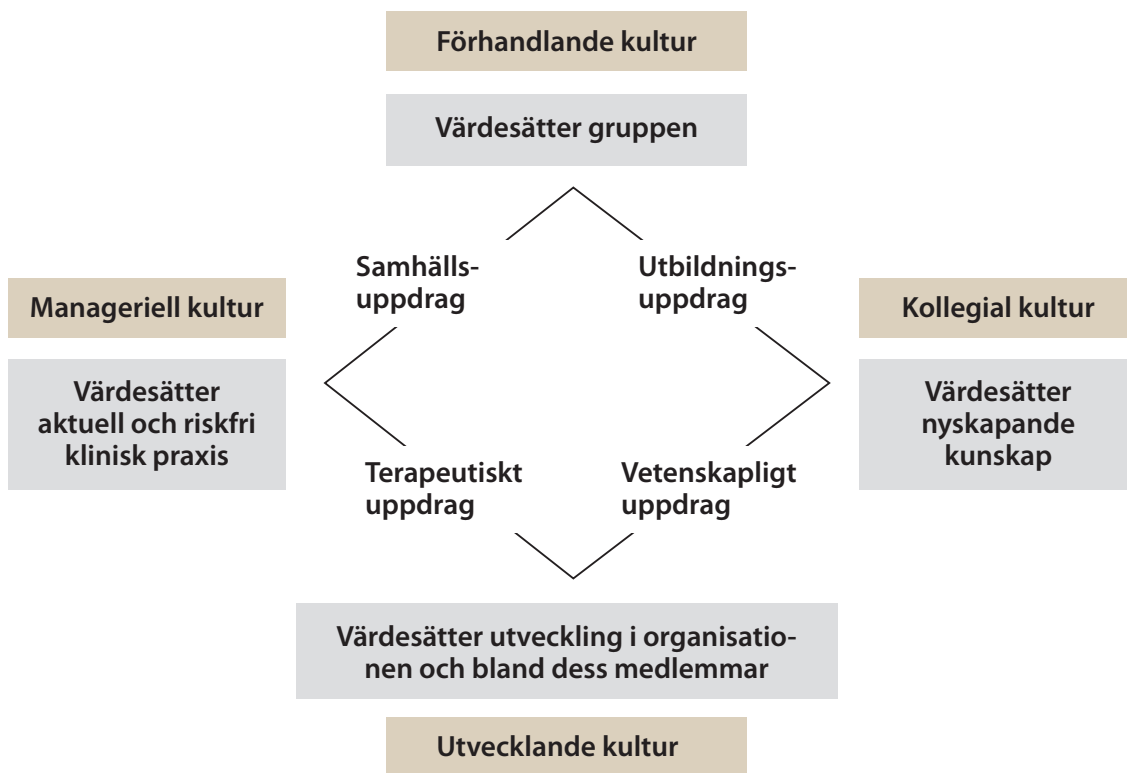 Förhandlande kultur
Värdesätter gruppen
Samhälls-
uppdrag
Utbildnings-
uppdrag
Manageriell kultur
Värdesätter
aktuell och riskfri
klinisk praxis
Kollegial kultur
Värdesätter
nyskapande
kunskap
Terapeutiskt
uppdrag
Vetenskapligt
uppdrag
Värdesätter utveckling i organisatio-
nen och bland dess medlemmar
Utvecklande kultur